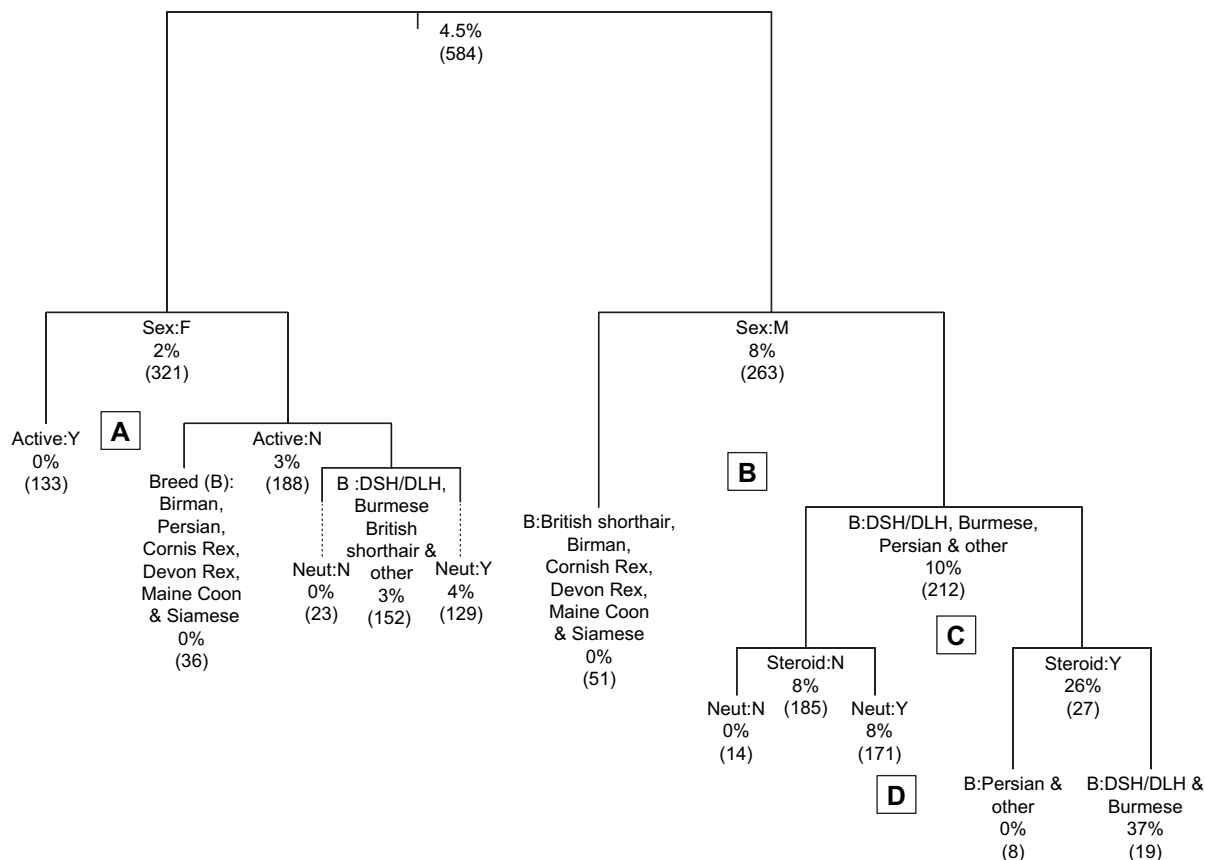 4.5%
(584)
Sex:F
2%
(321)
Sex:M
8%
(263)
A
Active:Y
0%
(133)
Active:N
3%
(188)
Breed (B):
Birman,
Persian,
Cornis Rex,
Devon Rex,
Maine Coon
& Siamese
0%
(36)
B :DSH/DLH,
Burmese
British
shorthair &
other
3%
(152)
Neut:N
0%
(23)
Neut:Y
4%
(129)
B
B:British shorthair,
Birman,
Cornish Rex,
Devon Rex,
Maine Coon
& Siamese
0%
(51)
B:DSH/DLH, Burmese,
Persian & other
10%
(212)
C
Steroid:N
8%
(185)
Steroid:Y
26%
(27)
Neut:N
0%
(14)
Neut:Y
8%
(171)
D
B:Persian &
other
0%
(8)
B:DSH/DLH &
Burmese
37%
(19)